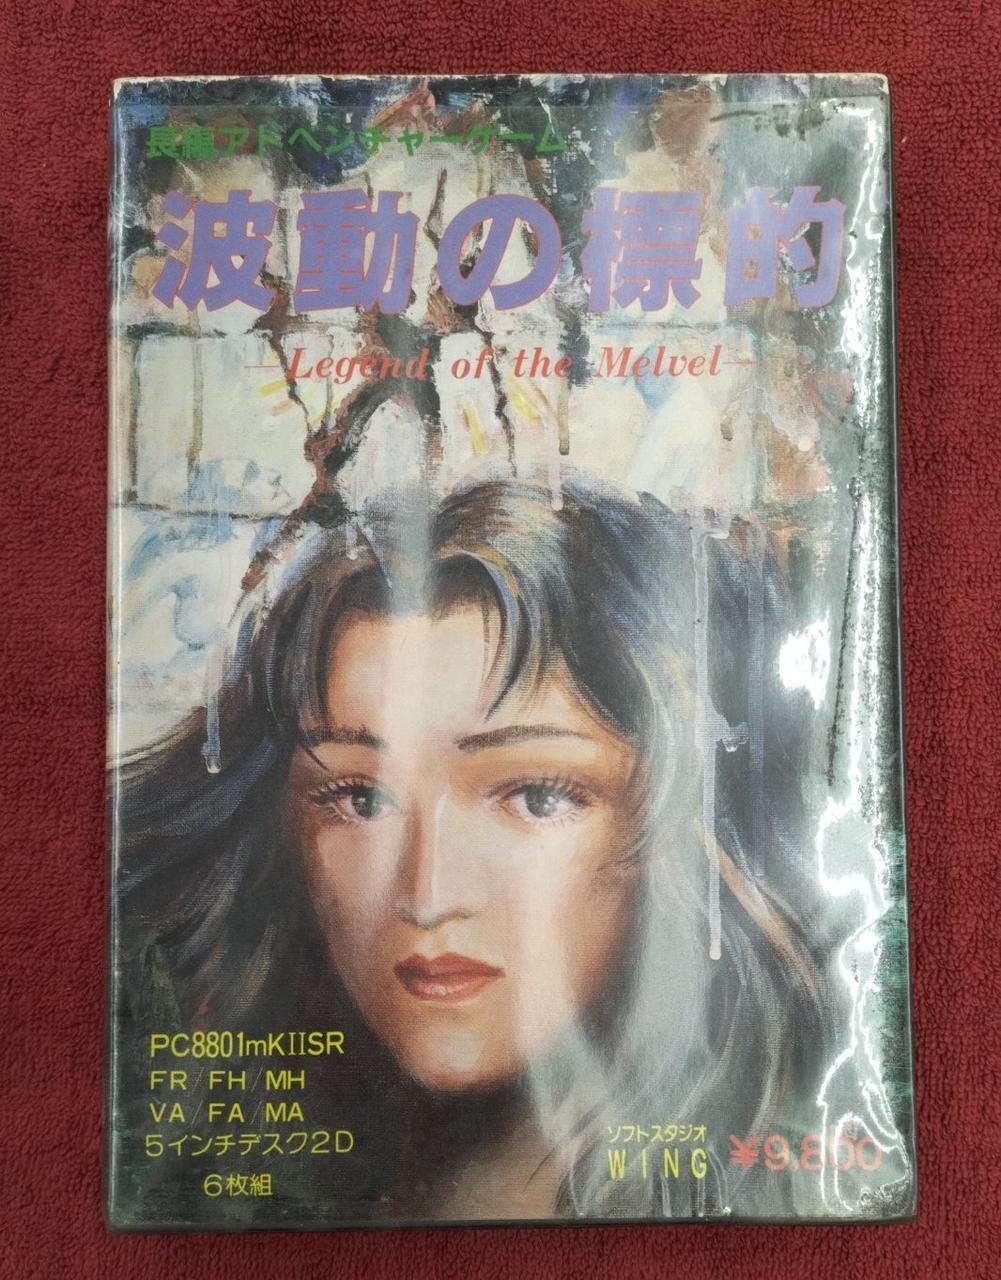 長編アドベンチャーゲーム
波動の標的
—Legend of the Melvel—
PC8801mKIISR
FR/FH/MH
VA/FA/MA
5インチデスク2D
6枚組
ソフトスタジオ
WING
¥9.800